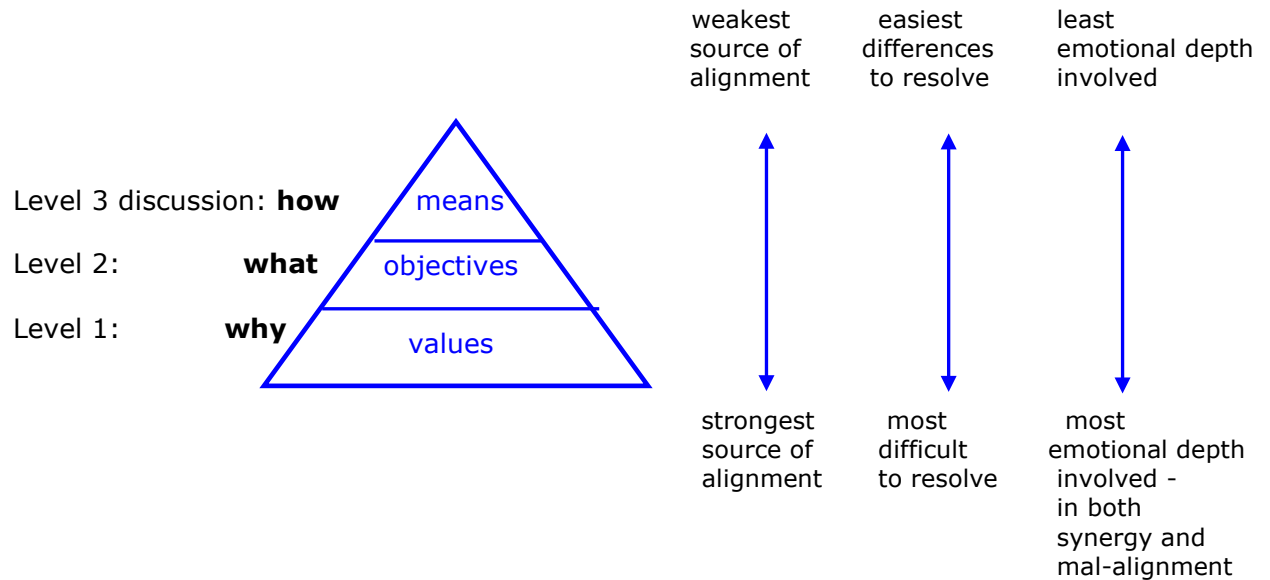 weakest
source of
alignment
easiest
differences
to resolve
least
emotional depth
involved
Level 3 discussion: how
means
Level 2: what
objectives
Level 1: why
values
strongest
source of
alignment
most
difficult
to resolve
most
emotional depth
involved -
in both
synergy and
mal-alignment